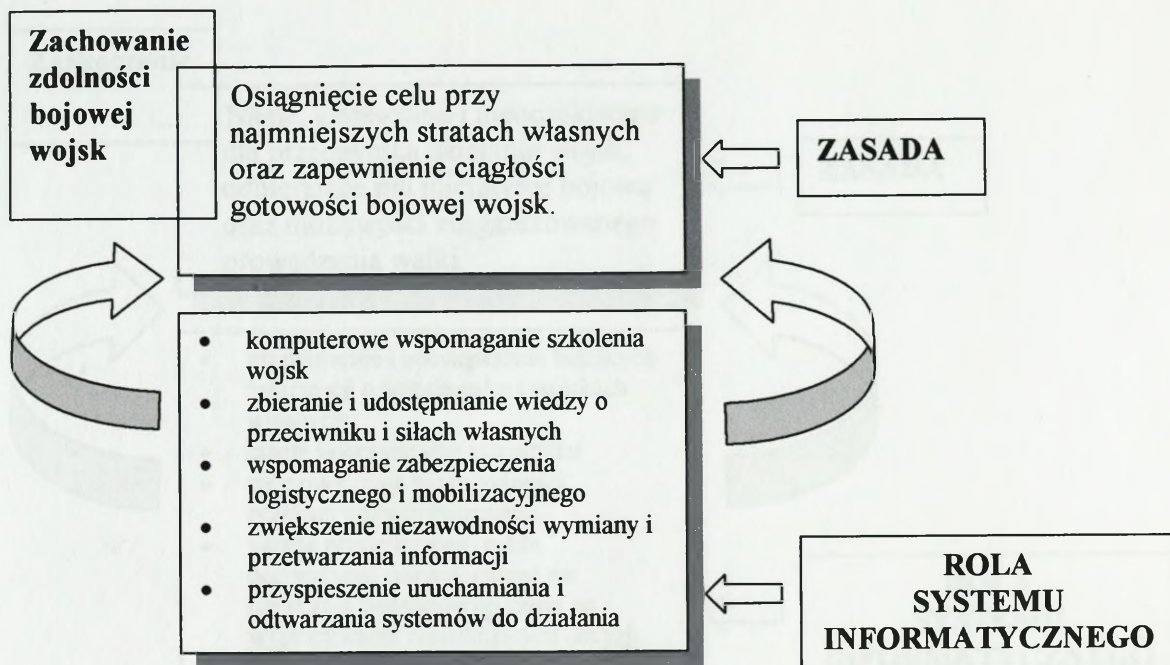 Zachowanie
zdolności
bojowej
wojsk
Osiągnięcie celu przy
najmniejszych stratach własnych
oraz zapewnienie ciągłości
gotowości bojowej wojsk.
ZASADA
• komputerowe wspomaganie szkolenia
wojsk
• zbieranie i udostępnianie wiedzy o
przeciwniku i siłach własnych
• wspomaganie zabezpieczenia
logistycznego i mobilizacyjnego
• zwiększenie niezawodności wymiany i
przetwarzania informacji
• przyspieszenie uruchamiania i
odtwarzania systemów do działania
ROLA
SYSTEMU
INFORMATYCZNEGO